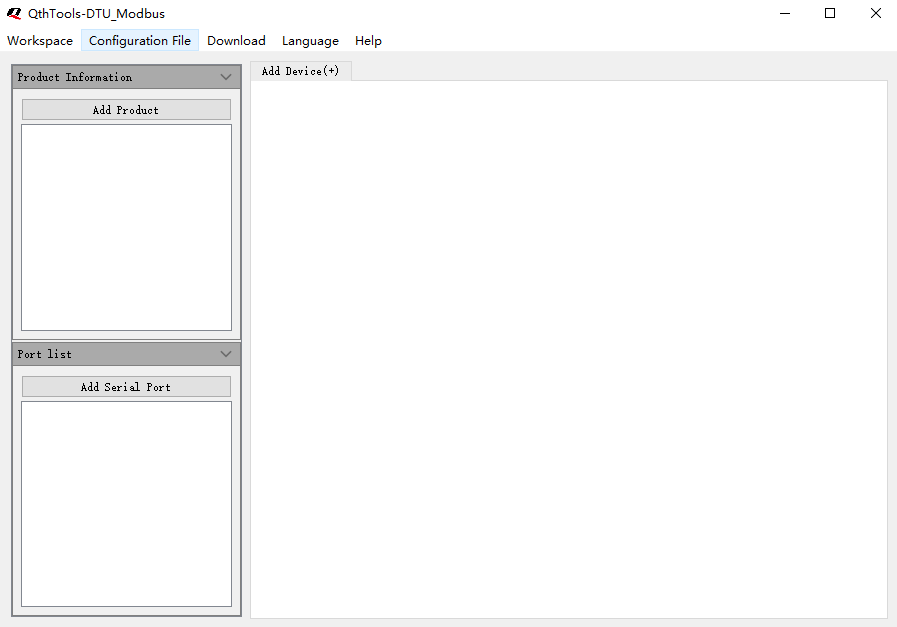 QthTools-DTU_Modbus
Workspace Configuration File Download Language Help
Product Information
Add Product
Port list
Add Serial Port
Add Device(+)